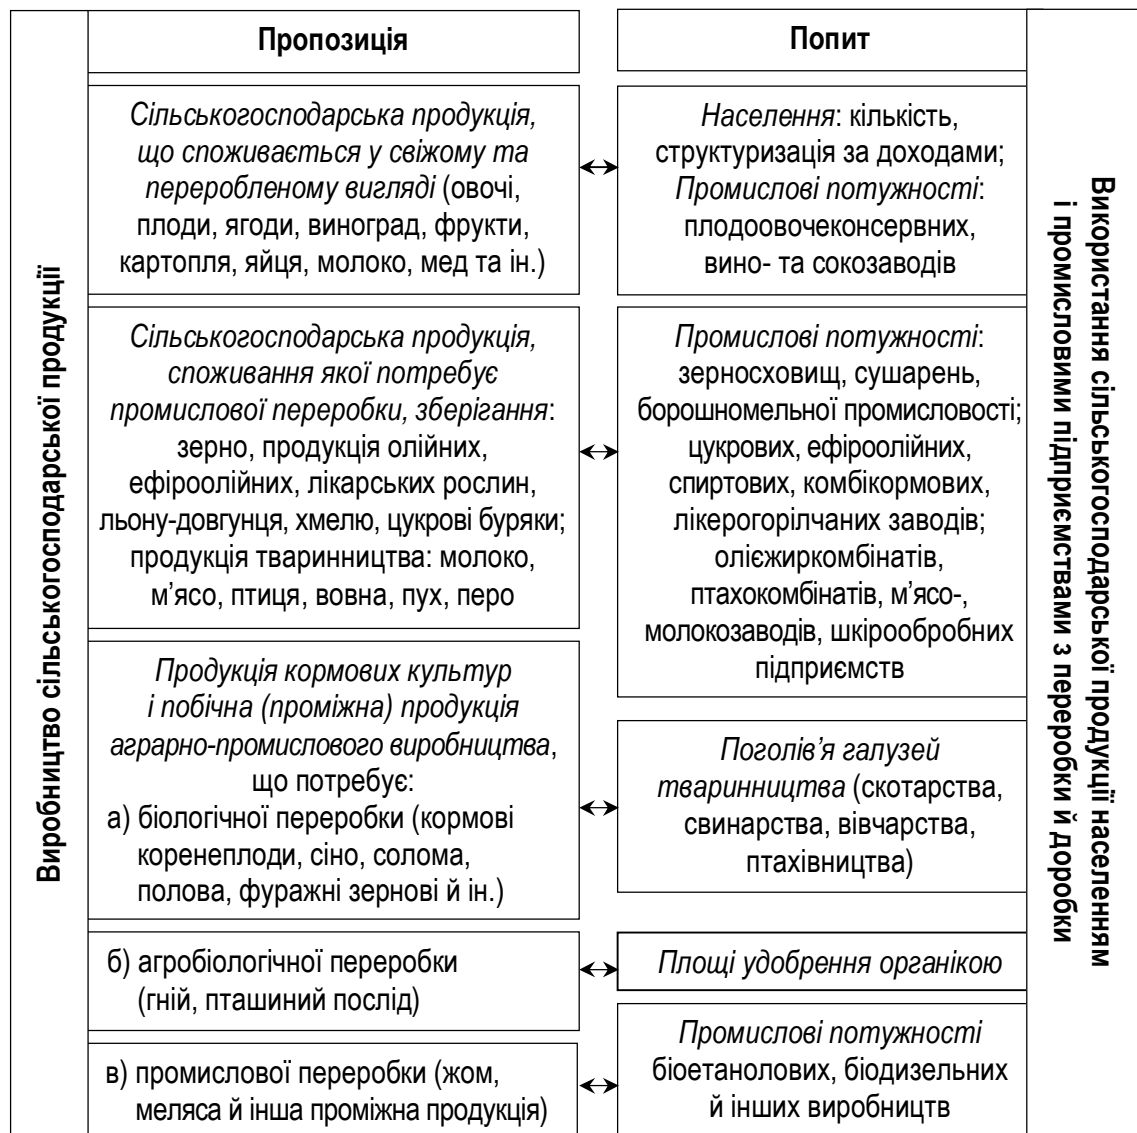 Виробництво сільськогосподарської продукції
Пропозиція
Попит
Сільськогосподарська продукція,
що споживається у свіжому та
переробленому вигляді (овочі,
плоди, ягоди, виноград, фрукти,
картопля, яйця, молоко, мед та ін.)
Населення: кількість,
структуризація за доходами;
Промислові потужності:
плодоовочеконсервних,
вино- та сокозаводів
Сільськогосподарська продукція,
споживання якої потребує
промислової переробки, зберігання:
зерно, продукція олійних,
ефіроолійних, лікарських рослин,
льону-довгунця, хмелю, цукрові буряки;
продукція тваринництва: молоко,
м’ясо, птиця, вовна, пух, перо
Промислові потужності:
зерносховищ, сушарень,
борошномельної промисловості;
цукрових, ефіроолійних,
спиртових, комбікормових,
лікерогорілчаних заводів;
олієжиркомбінатів,
птахокомбінатів, м’ясо-,
молокозаводів, шкірообробних
підприємств
Продукція кормових культур
і побічна (проміжна) продукція
аграрно-промислового виробництва,
що потребує:
а) біологічної переробки (кормові
коренеплоди, сіно, солома,
полова, фуражні зернові й ін.)
Поголів’я галузей
тваринництва (скотарства,
свинарства, вівчарства,
птахівництва)
б) агробіологічної переробки
(гній, пташиний послід)
Площі удобрення органікою
в) промислової переробки (жом,
меляса й інша проміжна продукція)
Промислові потужності
біоетанолових, біодизельних
й інших виробництв
Використання сільськогосподарської продукції населенням
і промисловими підприємствами з переробки й доробки